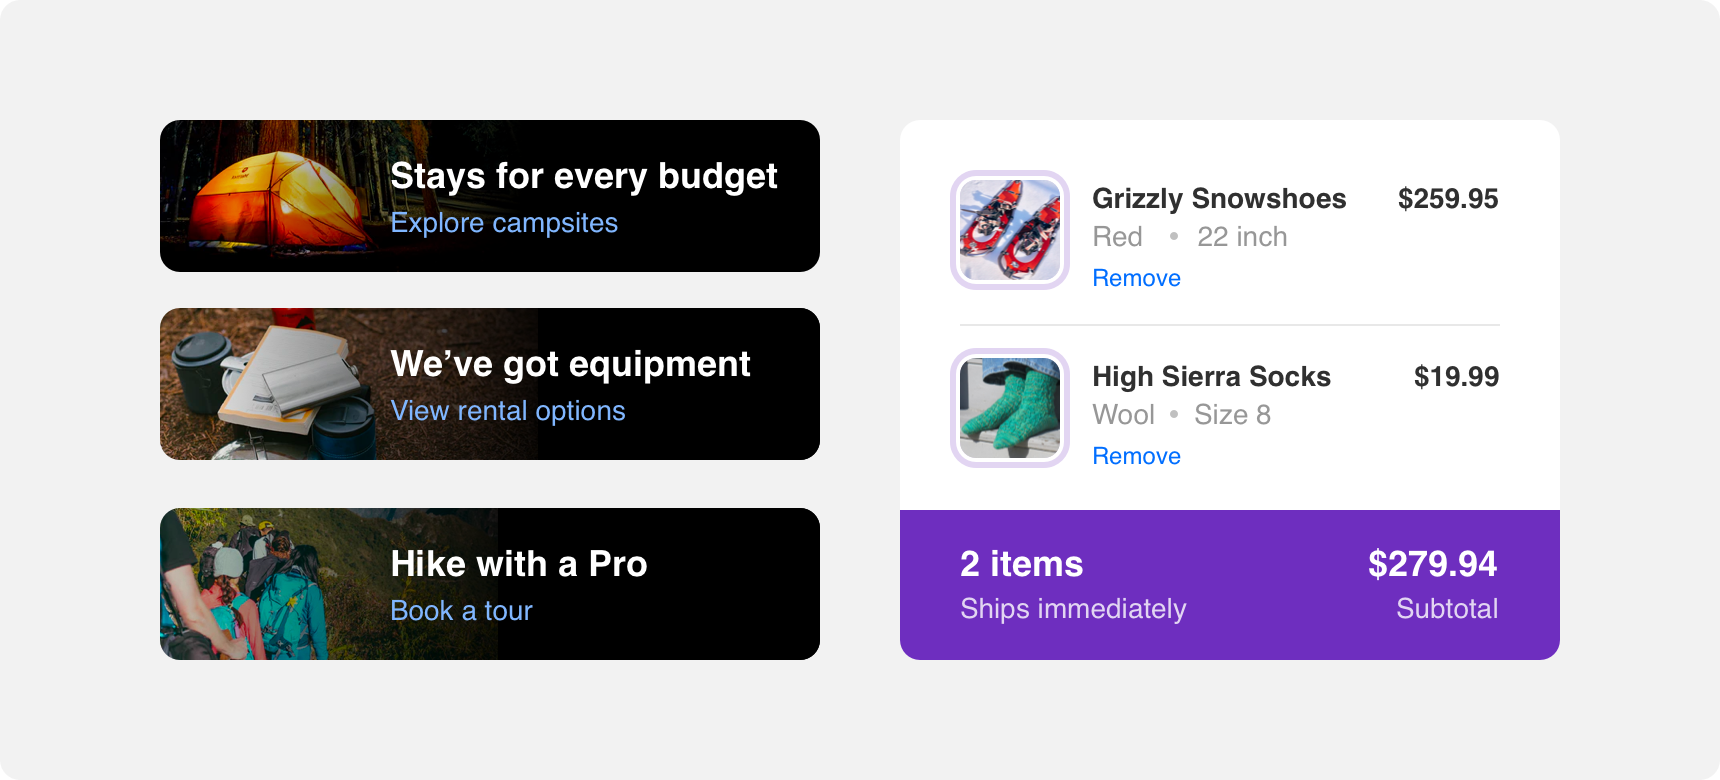 Stays for every budget
Explore campsites
We’ve got equipment
View rental options
Hike with a Pro
Book a tour
Grizzly Snowshoes $259.95
Red • 22 inch
Remove
High Sierra Socks $19.99
Wool • Size 8
Remove
2 items $279.94
Ships immediately Subtotal